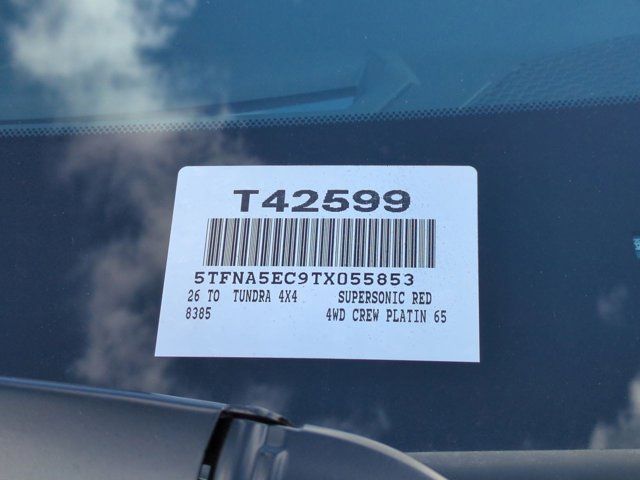 T42599
5TFNA5EC9TX055853
26 TO TUNDRA 4X4 SUPERSONIC RED
8385 4WD CREW PLATIN 65